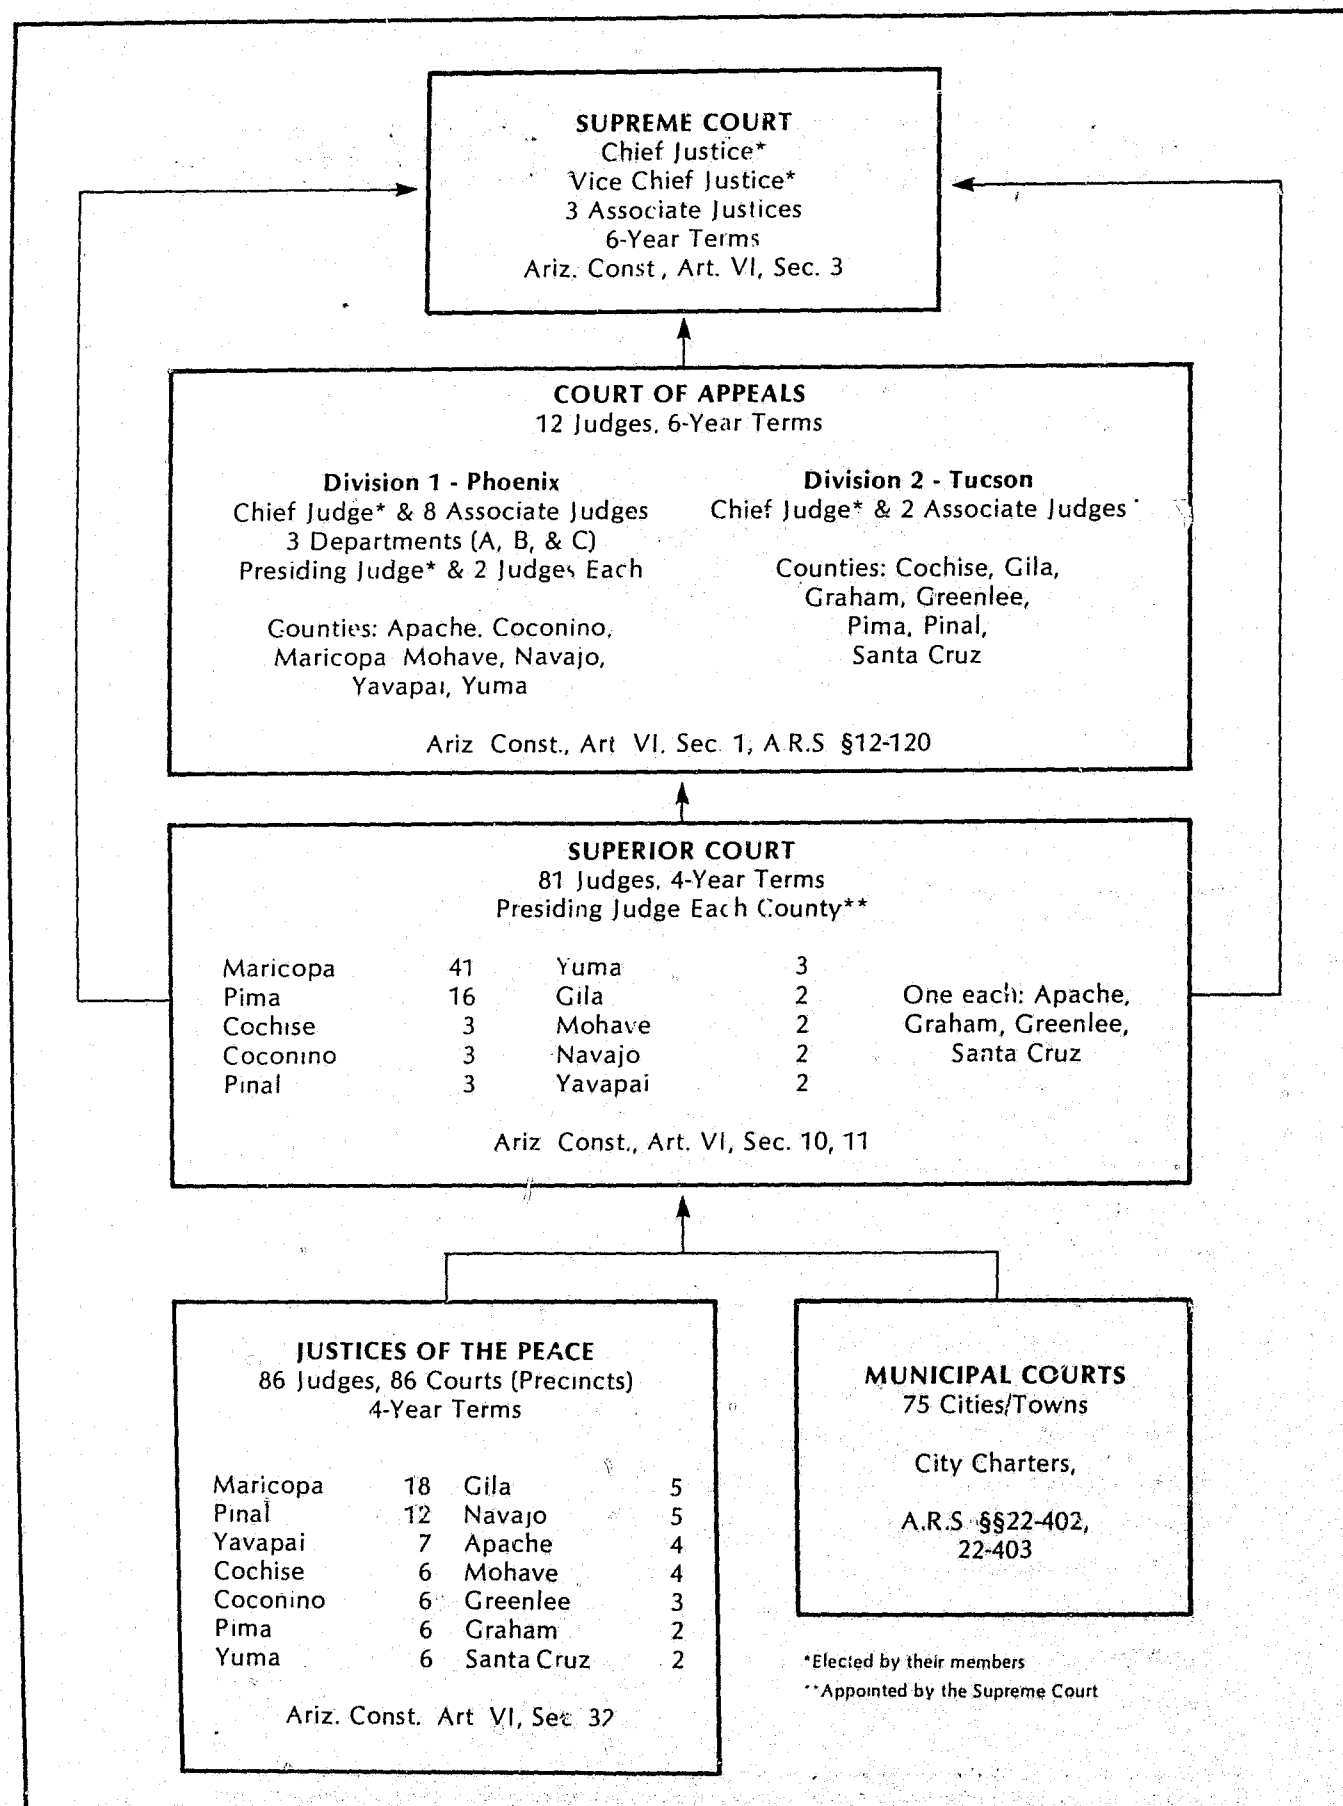 SUPREME COURT
Chief Justice*
Vice Chief Justice*
3 Associate Justices
6-Year Terms
Ariz. Const., Art. VI, Sec. 3
COURT OF APPEALS
12 Judges, 6-Year Terms
Division 1 - Phoenix
Chief Judge* & 8 Associate Judges
3 Departments (A, B, & C)
Presiding Judge* & 2 Judges Each
Counties: Apache, Coconino,
Maricopa Mohave, Navajo,
Yavapai, Yuma
Division 2 - Tucson
Chief Judge* & 2 Associate Judges
Counties: Cochise, Gila,
Graham, Greenlee,
Pima, Pinal,
Santa Cruz
Ariz Const., Art VI, Sec. 1, A.R.S §12-120
SUPERIOR COURT
81 Judges, 4-Year Terms
Presiding Judge Each County**
Maricopa 41 Yuma 3
Pima 16 Gila 2
Cochise 3 Mohave 2
Coconino 3 Navajo 2
Pinal 3 Yavapai 2
One each: Apache,
Graham, Greenlee,
Santa Cruz
Ariz Const., Art. VI, Sec. 10, 11
JUSTICES OF THE PEACE
86 Judges, 86 Courts (Precincts)
4-Year Terms
Maricopa 18 Gila 5
Pinal 12 Navajo 5
Yavapai 7 Apache 4
Cochise 6 Mohave 4
Coconino 6 Greenlee 3
Pima 6 Graham 2
Yuma 6 Santa Cruz 2
Ariz. Const. Art VI, Sec 32
MUNICIPAL COURTS
75 Cities/Towns
City Charters,
A.R.S §§22-402,
22-403
*Elected by their members
**Appointed by the Supreme Court